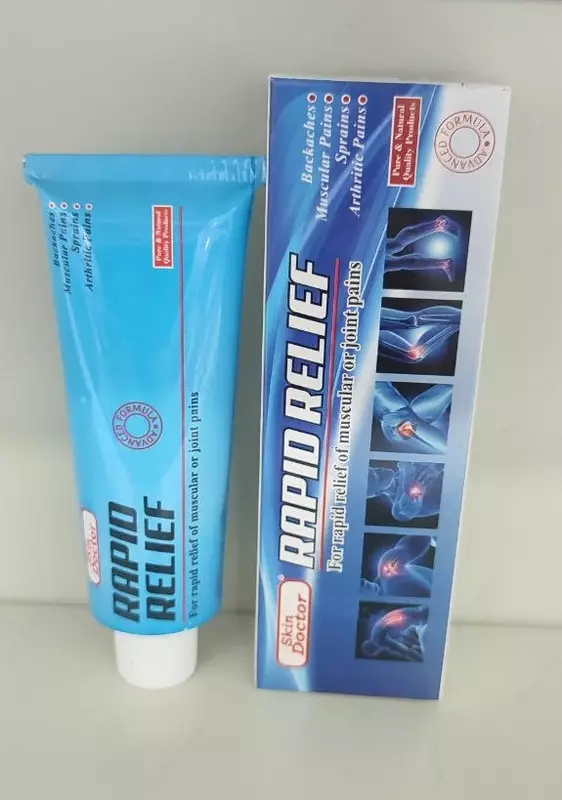 Backaches
Muscular Pains
Sprains
Arthritic Pains
Pure & Natural
Quality Products
ADVANCED FORMULA
Skin
Doctor
RAPID
RELIEF
For rapid relief of muscular or joint pains
Backaches
Muscular Pains
Sprains
Arthritic Pains
Pure & Natural
Quality Products
ADVANCED FORMULA
Skin
Doctor
®
RAPID RELIEF
For rapid relief of muscular or joint pains